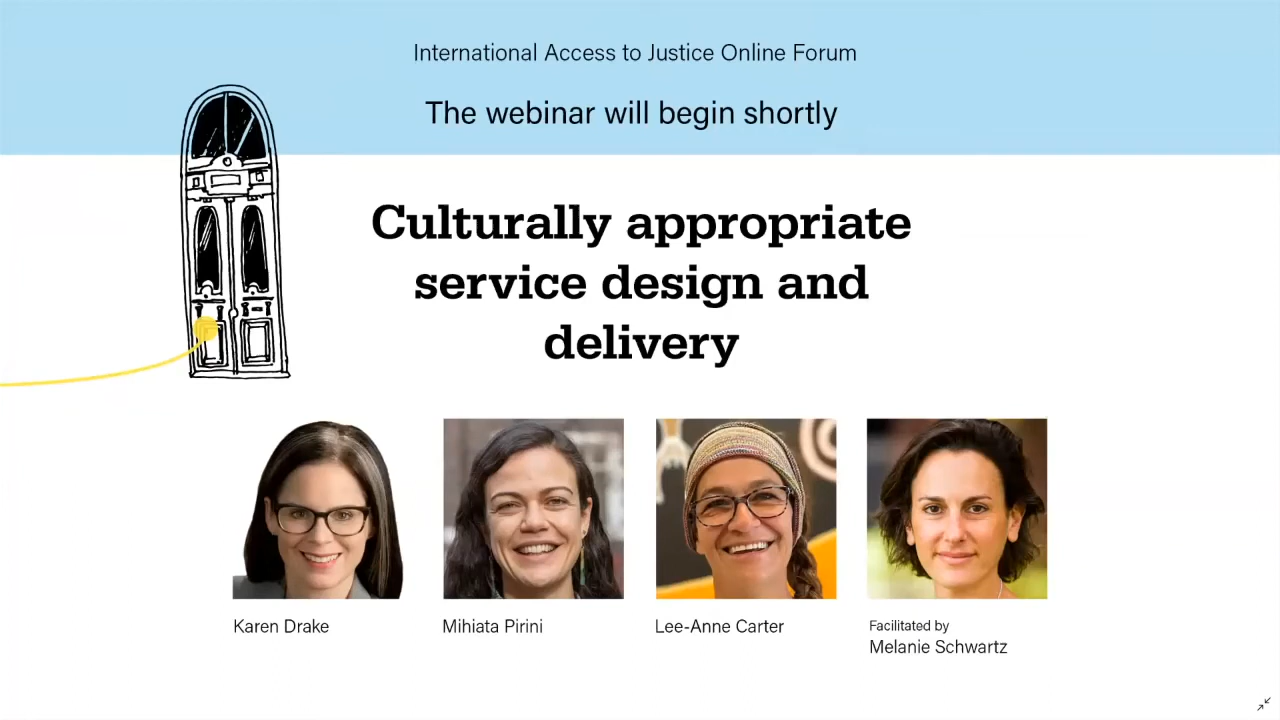 International Access to Justice Online Forum
The webinar will begin shortly
Culturally appropriate
service design and
delivery
Karen Drake
Mihiata Pirini
Lee-Anne Carter
Facilitated by
Melanie Schwartz